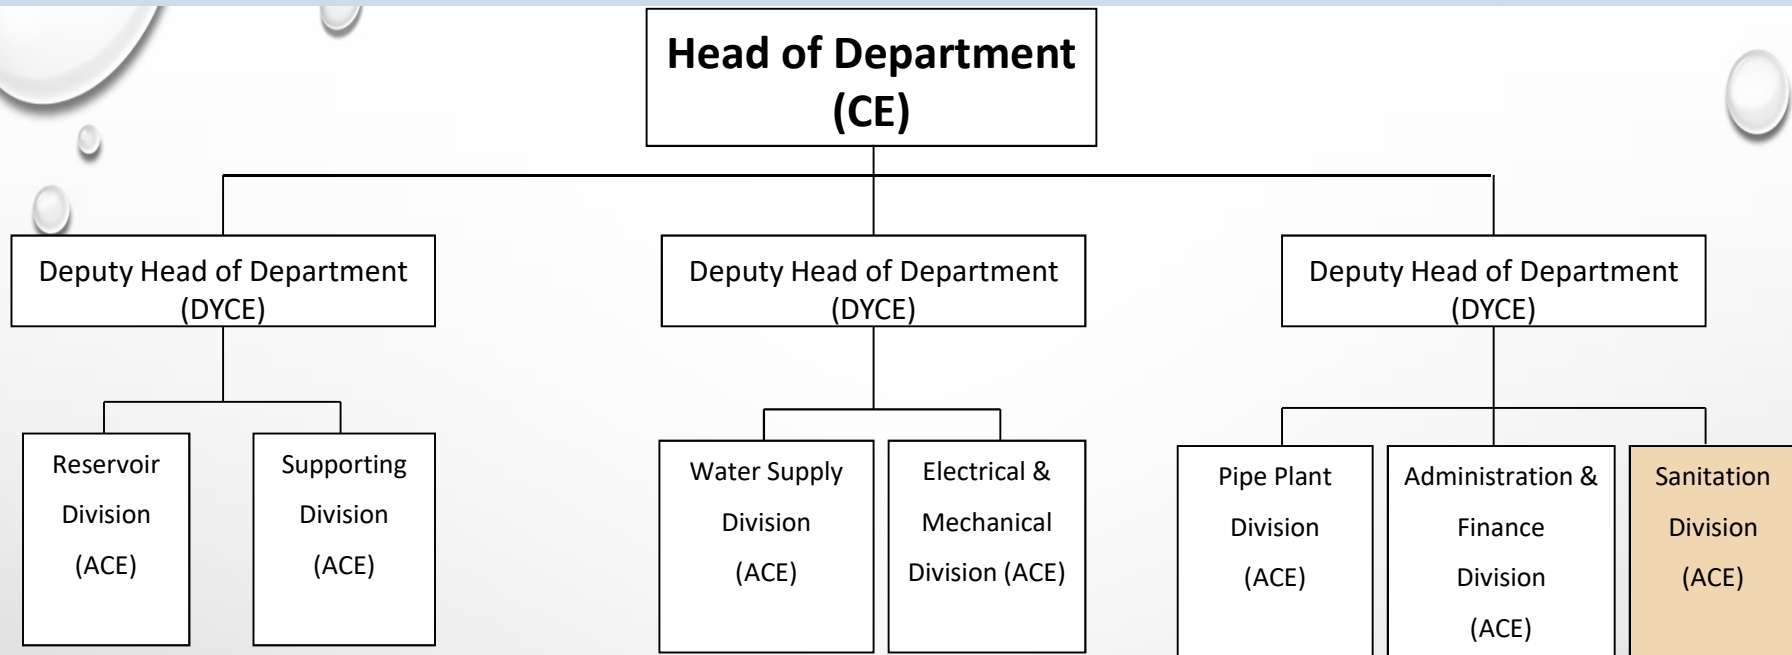 Head of Department
(CE)
Deputy Head of Department
(DYCE)
Deputy Head of Department
(DYCE)
Deputy Head of Department
(DYCE)
Reservoir
Division
(ACE)
Supporting
Division
(ACE)
Water Supply
Division
(ACE)
Electrical &
Mechanical
Division (ACE)
Pipe Plant
Division
(ACE)
Administration &
Finance
Division
(ACE)
Sanitation
Division
(ACE)